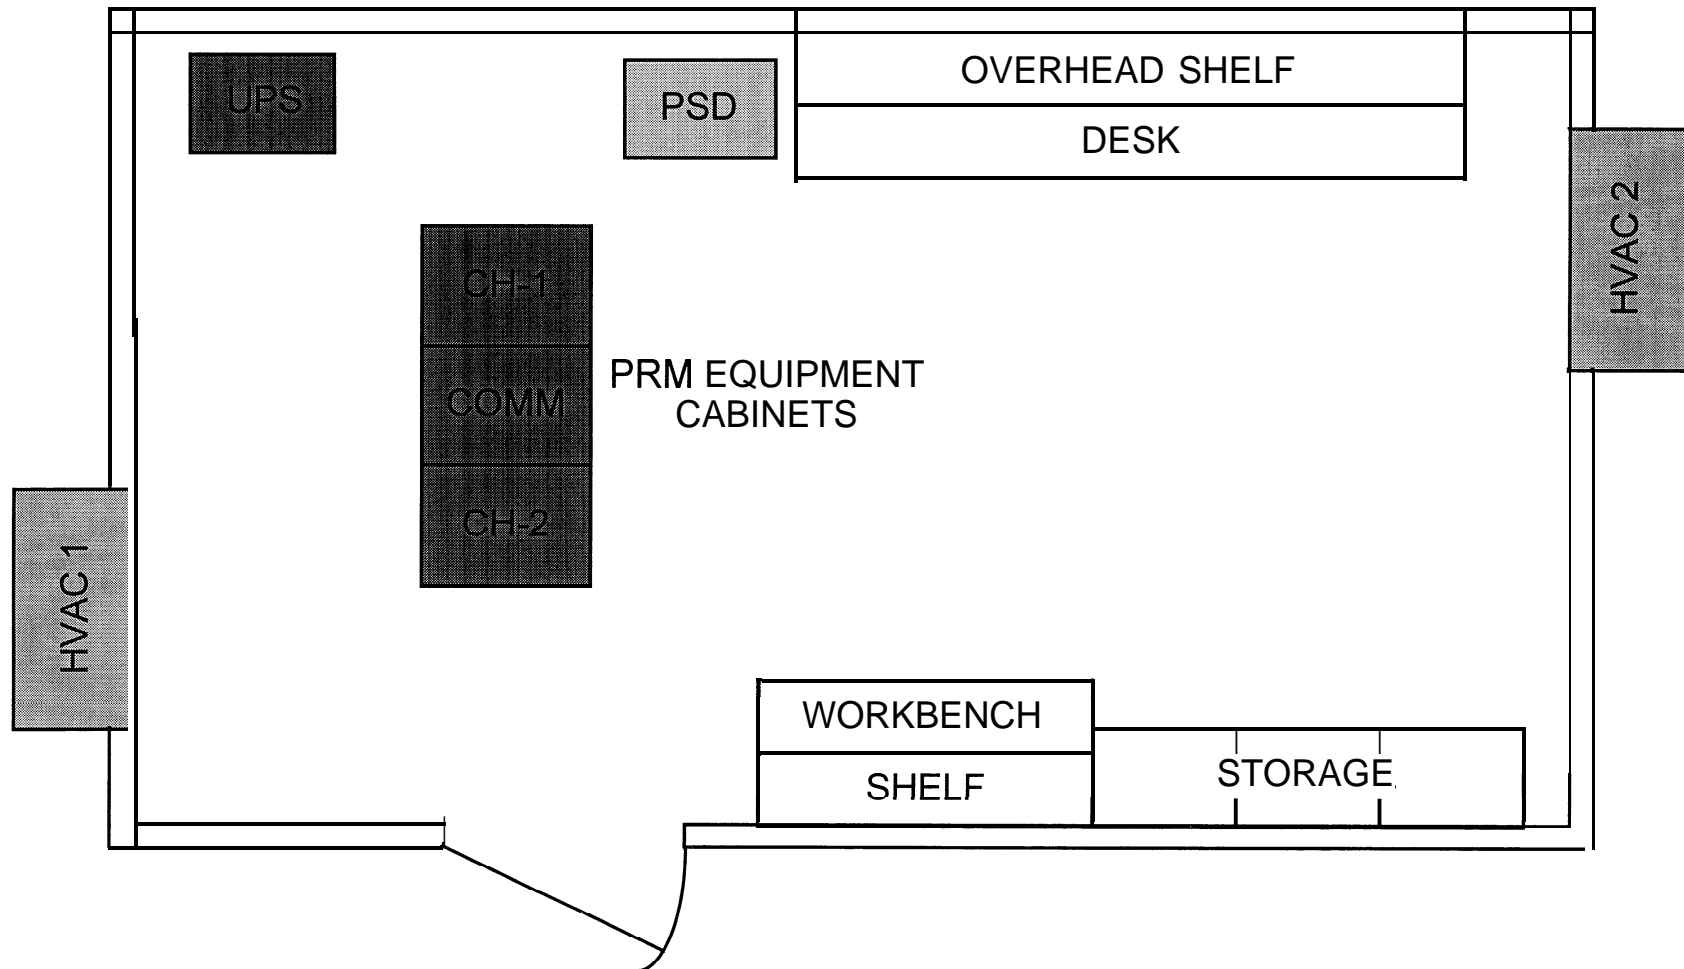 OVERHEAD SHELF
UPS
PSD
DESK
HVAC 2
CH-1
PRM EQUIPMENT
CABINETS
COMM
CH-2
HVAC 1
WORKBENCH
STORAGE
SHELF